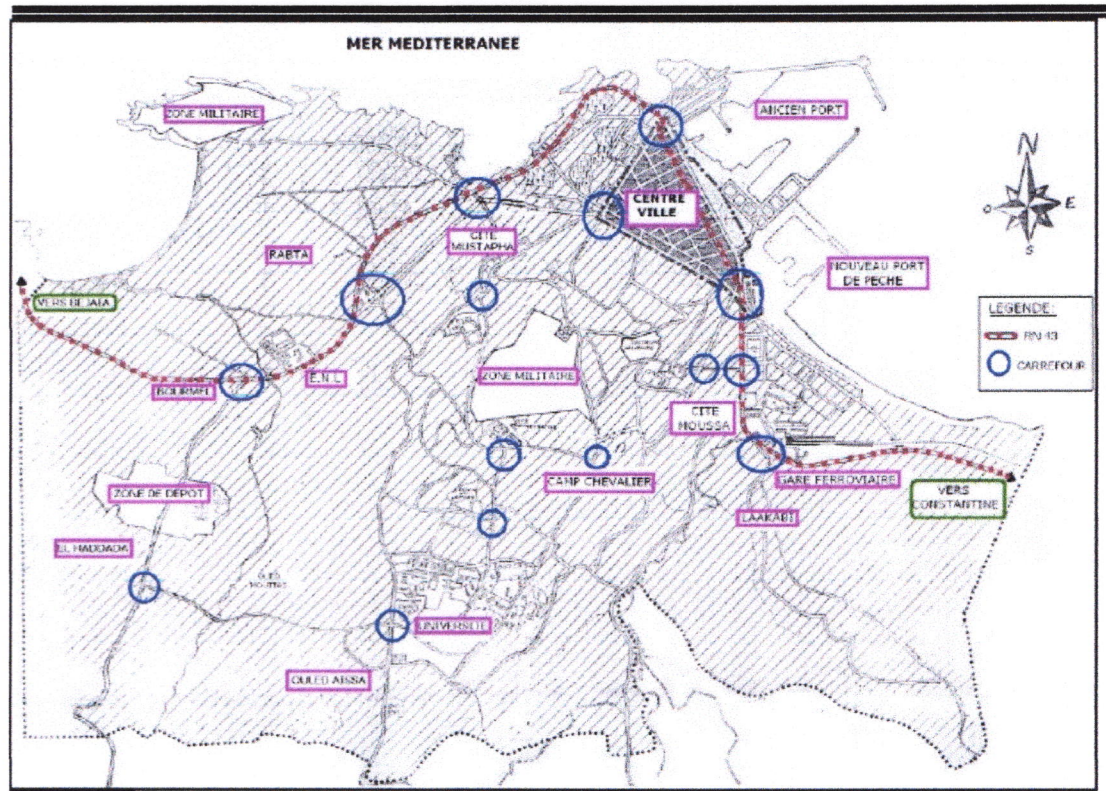 MER MEDITERRANEE
ZONE MILITAIRE
ANCIEN PORT
N
E
S
CENTRE
VILLE
CITE
MUSTAPHA
RABTA
NOUVEAU PORT
DE PECHE
VERS BEJAIA
LEGENDE:
RN 43
CARREFOUR
ZONE MILITAIRE
E.N.L
BOURMEL
CITE
MOUSSA
CAMP CHEVALIER
GARE FERROVIAIRE
VERS
CONSTANTINE
ZONE DE DEPOT
LAAKABI
EL HADDADA
UNIVERSITE
OULED AISSA